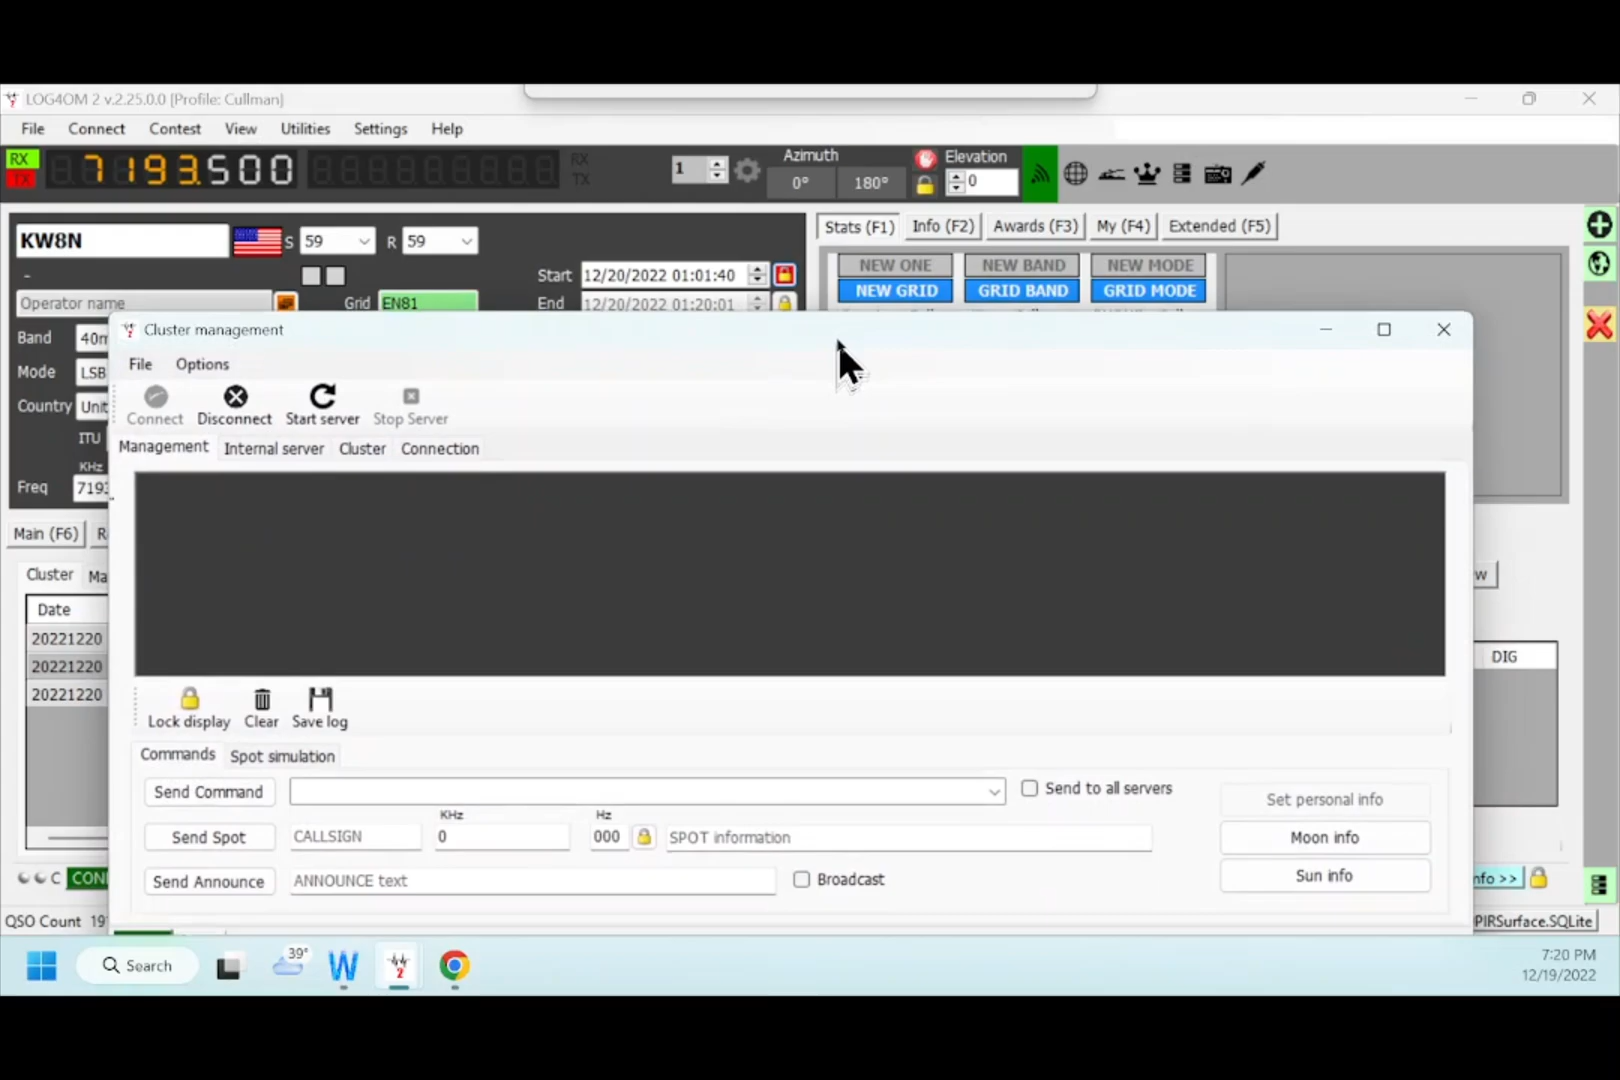 LOG4OM 2 v.2.25.0.0 [Profile: Cullman]
File Connect Contest View Utilities Settings Help
RX 7193.500 RX 1 Azimuth Elevation
TX TX 0° 180° 0
KW8N S 59 R 59 Stats (F1) Info (F2) Awards (F3) My (F4) Extended (F5)
- Start 12/20/2022 01:01:40 NEW ONE NEW BAND NEW MODE
Operator name Grid EN81 End 12/20/2022 01:20:01 NEW GRID GRID BAND GRID MODE
Band 40m
Mode LSB
Country Unit
ITU
KHz
Freq 7193
Main (F6) R
Cluster Ma
Date
20221220
20221220
20221220
C CON
QSO Count 19
Cluster management
File Options
Connect Disconnect Start server Stop Server
Management Internal server Cluster Connection
Lock display Clear Save log
Commands Spot simulation
Send Command Send to all servers Set personal info
KHz Hz
Send Spot CALLSIGN 0 000 SPOT information Moon info
Send Announce ANNOUNCE text Broadcast Sun info
w
DIG
nfo >>
PIRSurface.SQLite
Search 39° W 2 7:20 PM
12/19/2022